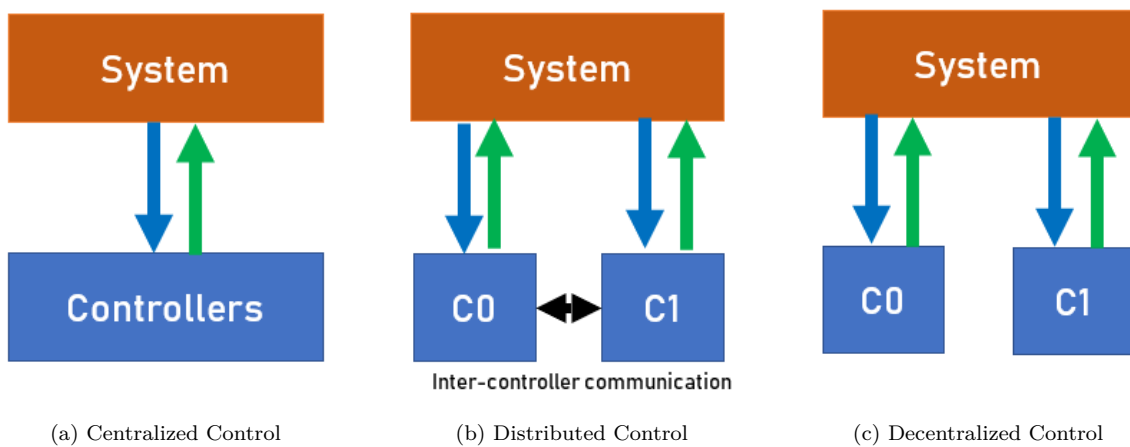 System
System
System
Controllers
C0
C1
C0
C1
Inter-controller communication
(a) Centralized Control
(b) Distributed Control
(c) Decentralized Control